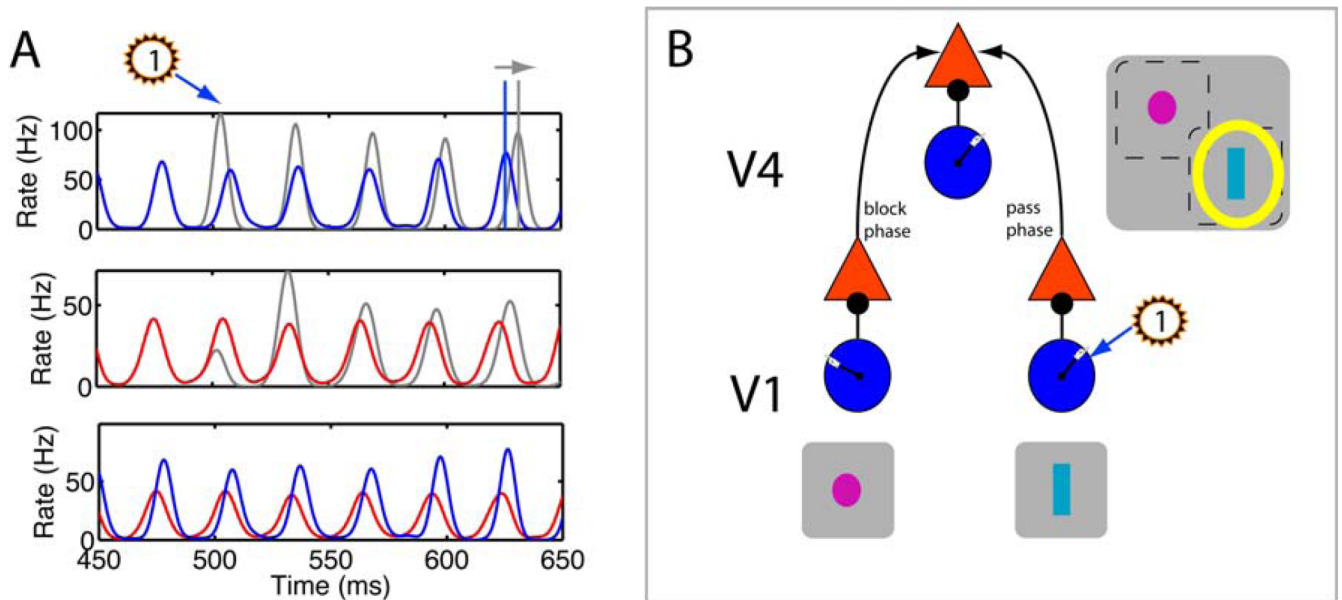 A
1
Rate (Hz)
100
50
0
Rate (Hz)
50
0
Rate (Hz)
50
0
450 500 550 600 650
Time (ms)
B
V4
block
phase
pass
phase
1
V1